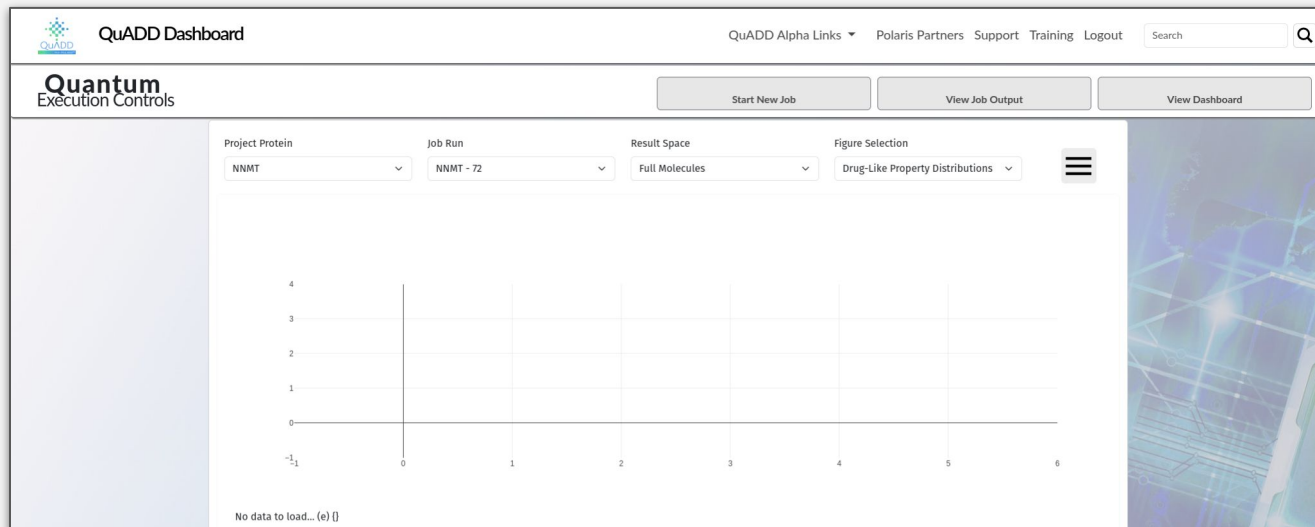 QuADD
QuADD Dashboard
QuADD Alpha Links
Polaris Partners
Support
Training
Logout
Search
Quantum
Execution Controls
Start New Job
View Job Output
View Dashboard
Project Protein
Job Run
Result Space
Figure Selection
NNMT
NNMT - 72
Full Molecules
Drug-Like Property Distributions
4
3
2
1
0
−1
−1 0 1 2 3 4 5 6
No data to load... (e) {}